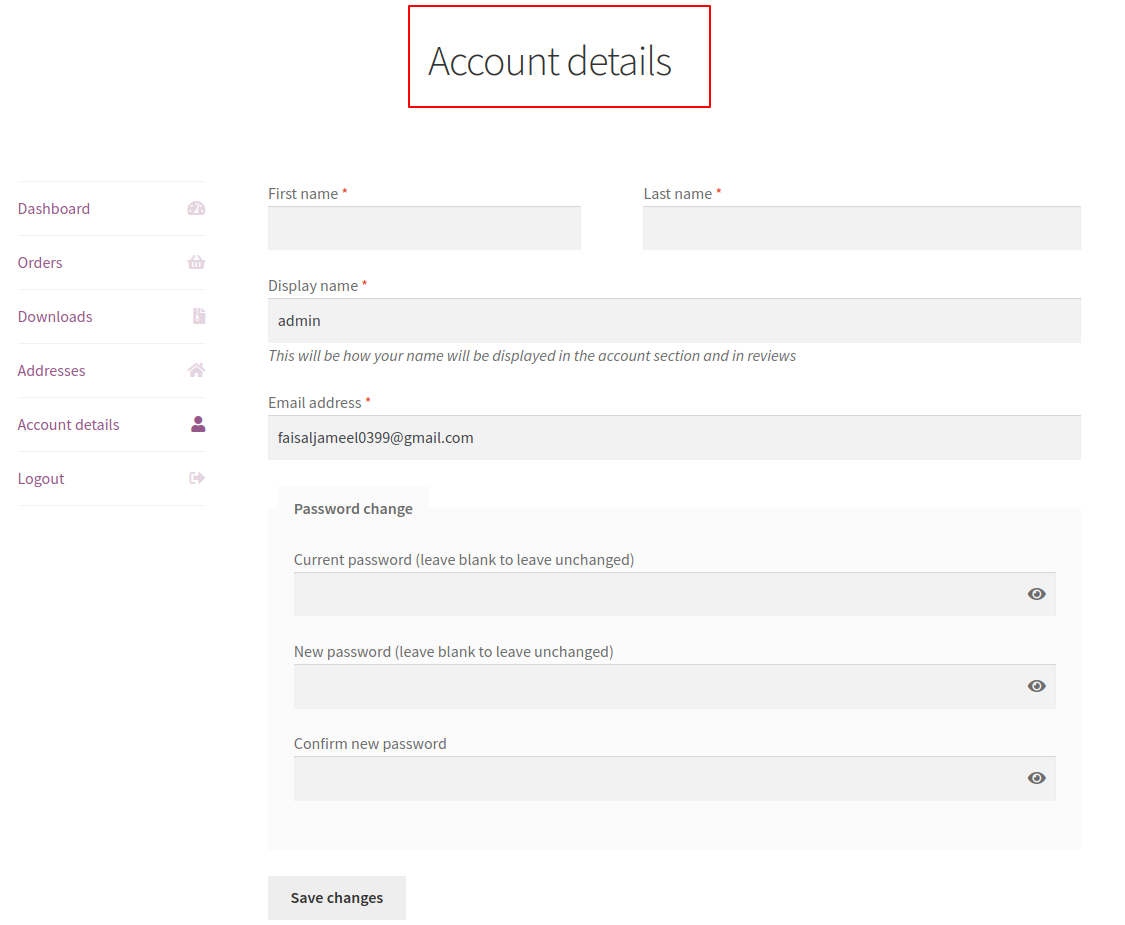 Account details
Dashboard
Orders
Downloads
Addresses
Account details
Logout
First name *
Last name *
Display name *
admin
This will be how your name will be displayed in the account section and in reviews
Email address *
faisaljameel0399@gmail.com
Password change
Current password (leave blank to leave unchanged)
New password (leave blank to leave unchanged)
Confirm new password
Save changes